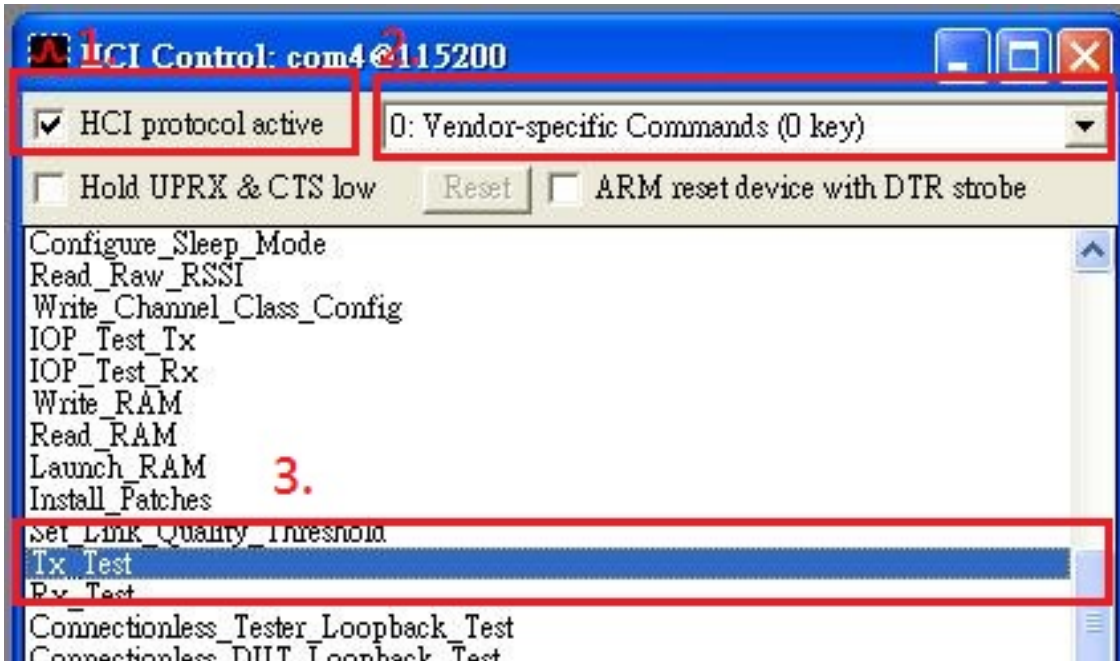 1. HCI Control: com4@115200 2.
HCI protocol active 0: Vendor-specific Commands (0 key)
Hold UPRX & CTS low Reset ARM reset device with DTR strobe
Configure_Sleep_Mode
Read_Raw_RSSI
Write_Channel_Class_Config
IOP_Test_Tx
IOP_Test_Rx
Write_RAM
Read_RAM
Launch_RAM
3.
Install_Patches
Set_Link_Quality_Threshold
Tx_Test
Rx_Test
Connectionless_Tester_Loopback_Test
Connectionless_DUT_Loopback_Test